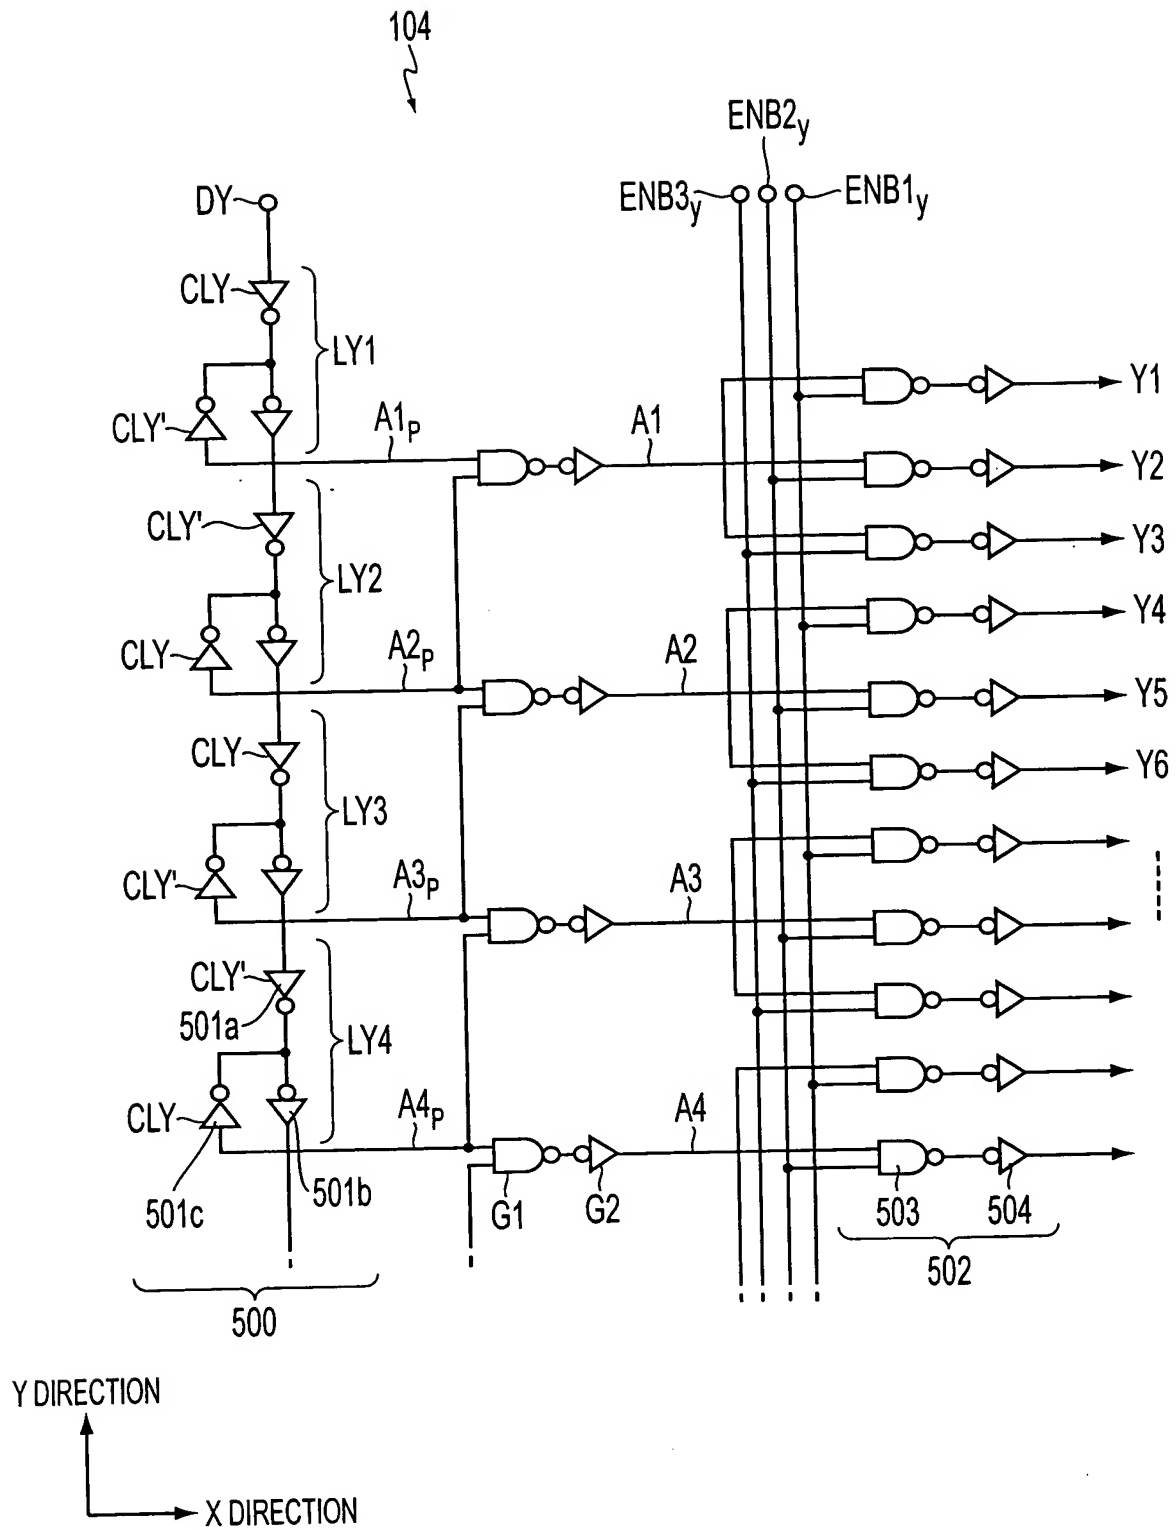 104
ENB2y
DY
ENB3y
ENB1y
CLY
LY1
Y1
CLY'
A1P
A1
Y2
CLY'
Y3
LY2
Y4
CLY
A2P
A2
Y5
CLY
Y6
LY3
CLY'
A3P
A3
CLY'
501a
LY4
CLY
A4P
A4
501c
501b
G1
G2
503
504
502
500
Y DIRECTION
X DIRECTION